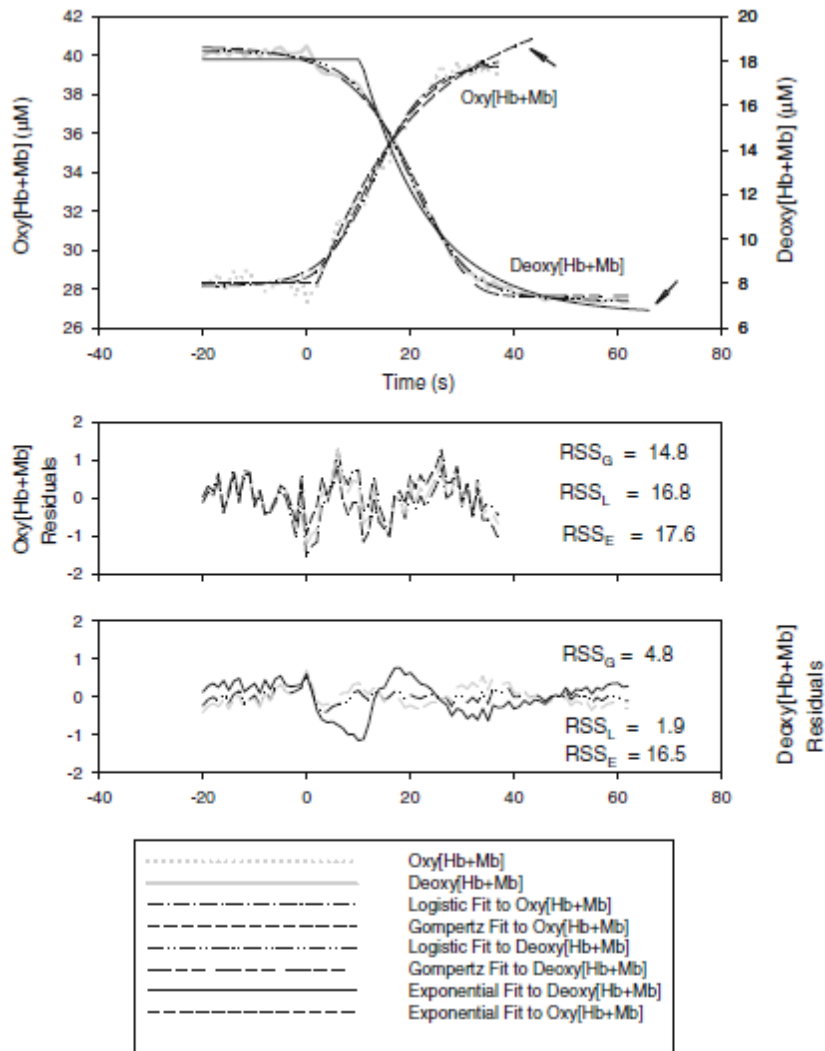 42
40
38
36
34
32
30
28
26
Oxy[Hb+Mb] (µM)
20
18
16
14
12
10
8
6
Deoxy[Hb+Mb] (µM)
Oxy[Hb+Mb]
Deoxy[Hb+Mb]
-40 -20 0 20 40 60 80
Time (s)
2
1
0
-1
-2
Oxy[Hb+Mb]
Residuals
RSS_G = 14.8
RSS_L = 16.8
RSS_E = 17.6
2
1
0
-1
-2
RSS_G = 4.8
RSS_L = 1.9
RSS_E = 16.5
Deoxy[Hb+Mb]
Residuals
-40 -20 0 20 40 60 80
Oxy[Hb+Mb]
Deoxy[Hb+Mb]
Logistic Fit to Oxy[Hb+Mb]
Gompertz Fit to Oxy[Hb+Mb]
Logistic Fit to Deoxy[Hb+Mb]
Gompertz Fit to Deoxy[Hb+Mb]
Exponential Fit to Deoxy[Hb+Mb]
Exponential Fit to Oxy[Hb+Mb]